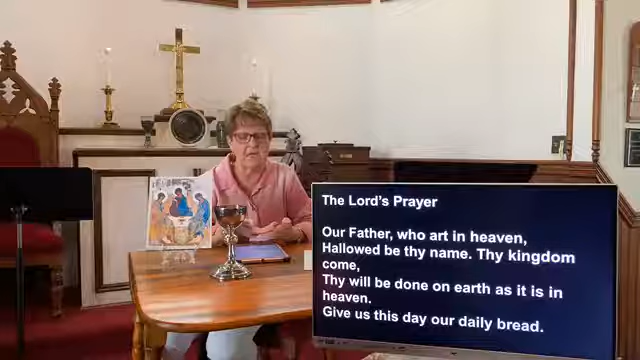 The Lord's Prayer
Our Father, who art in heaven,
Hallowed be thy name. Thy kingdom
come,
Thy will be done on earth as it is in
heaven.
Give us this day our daily bread.